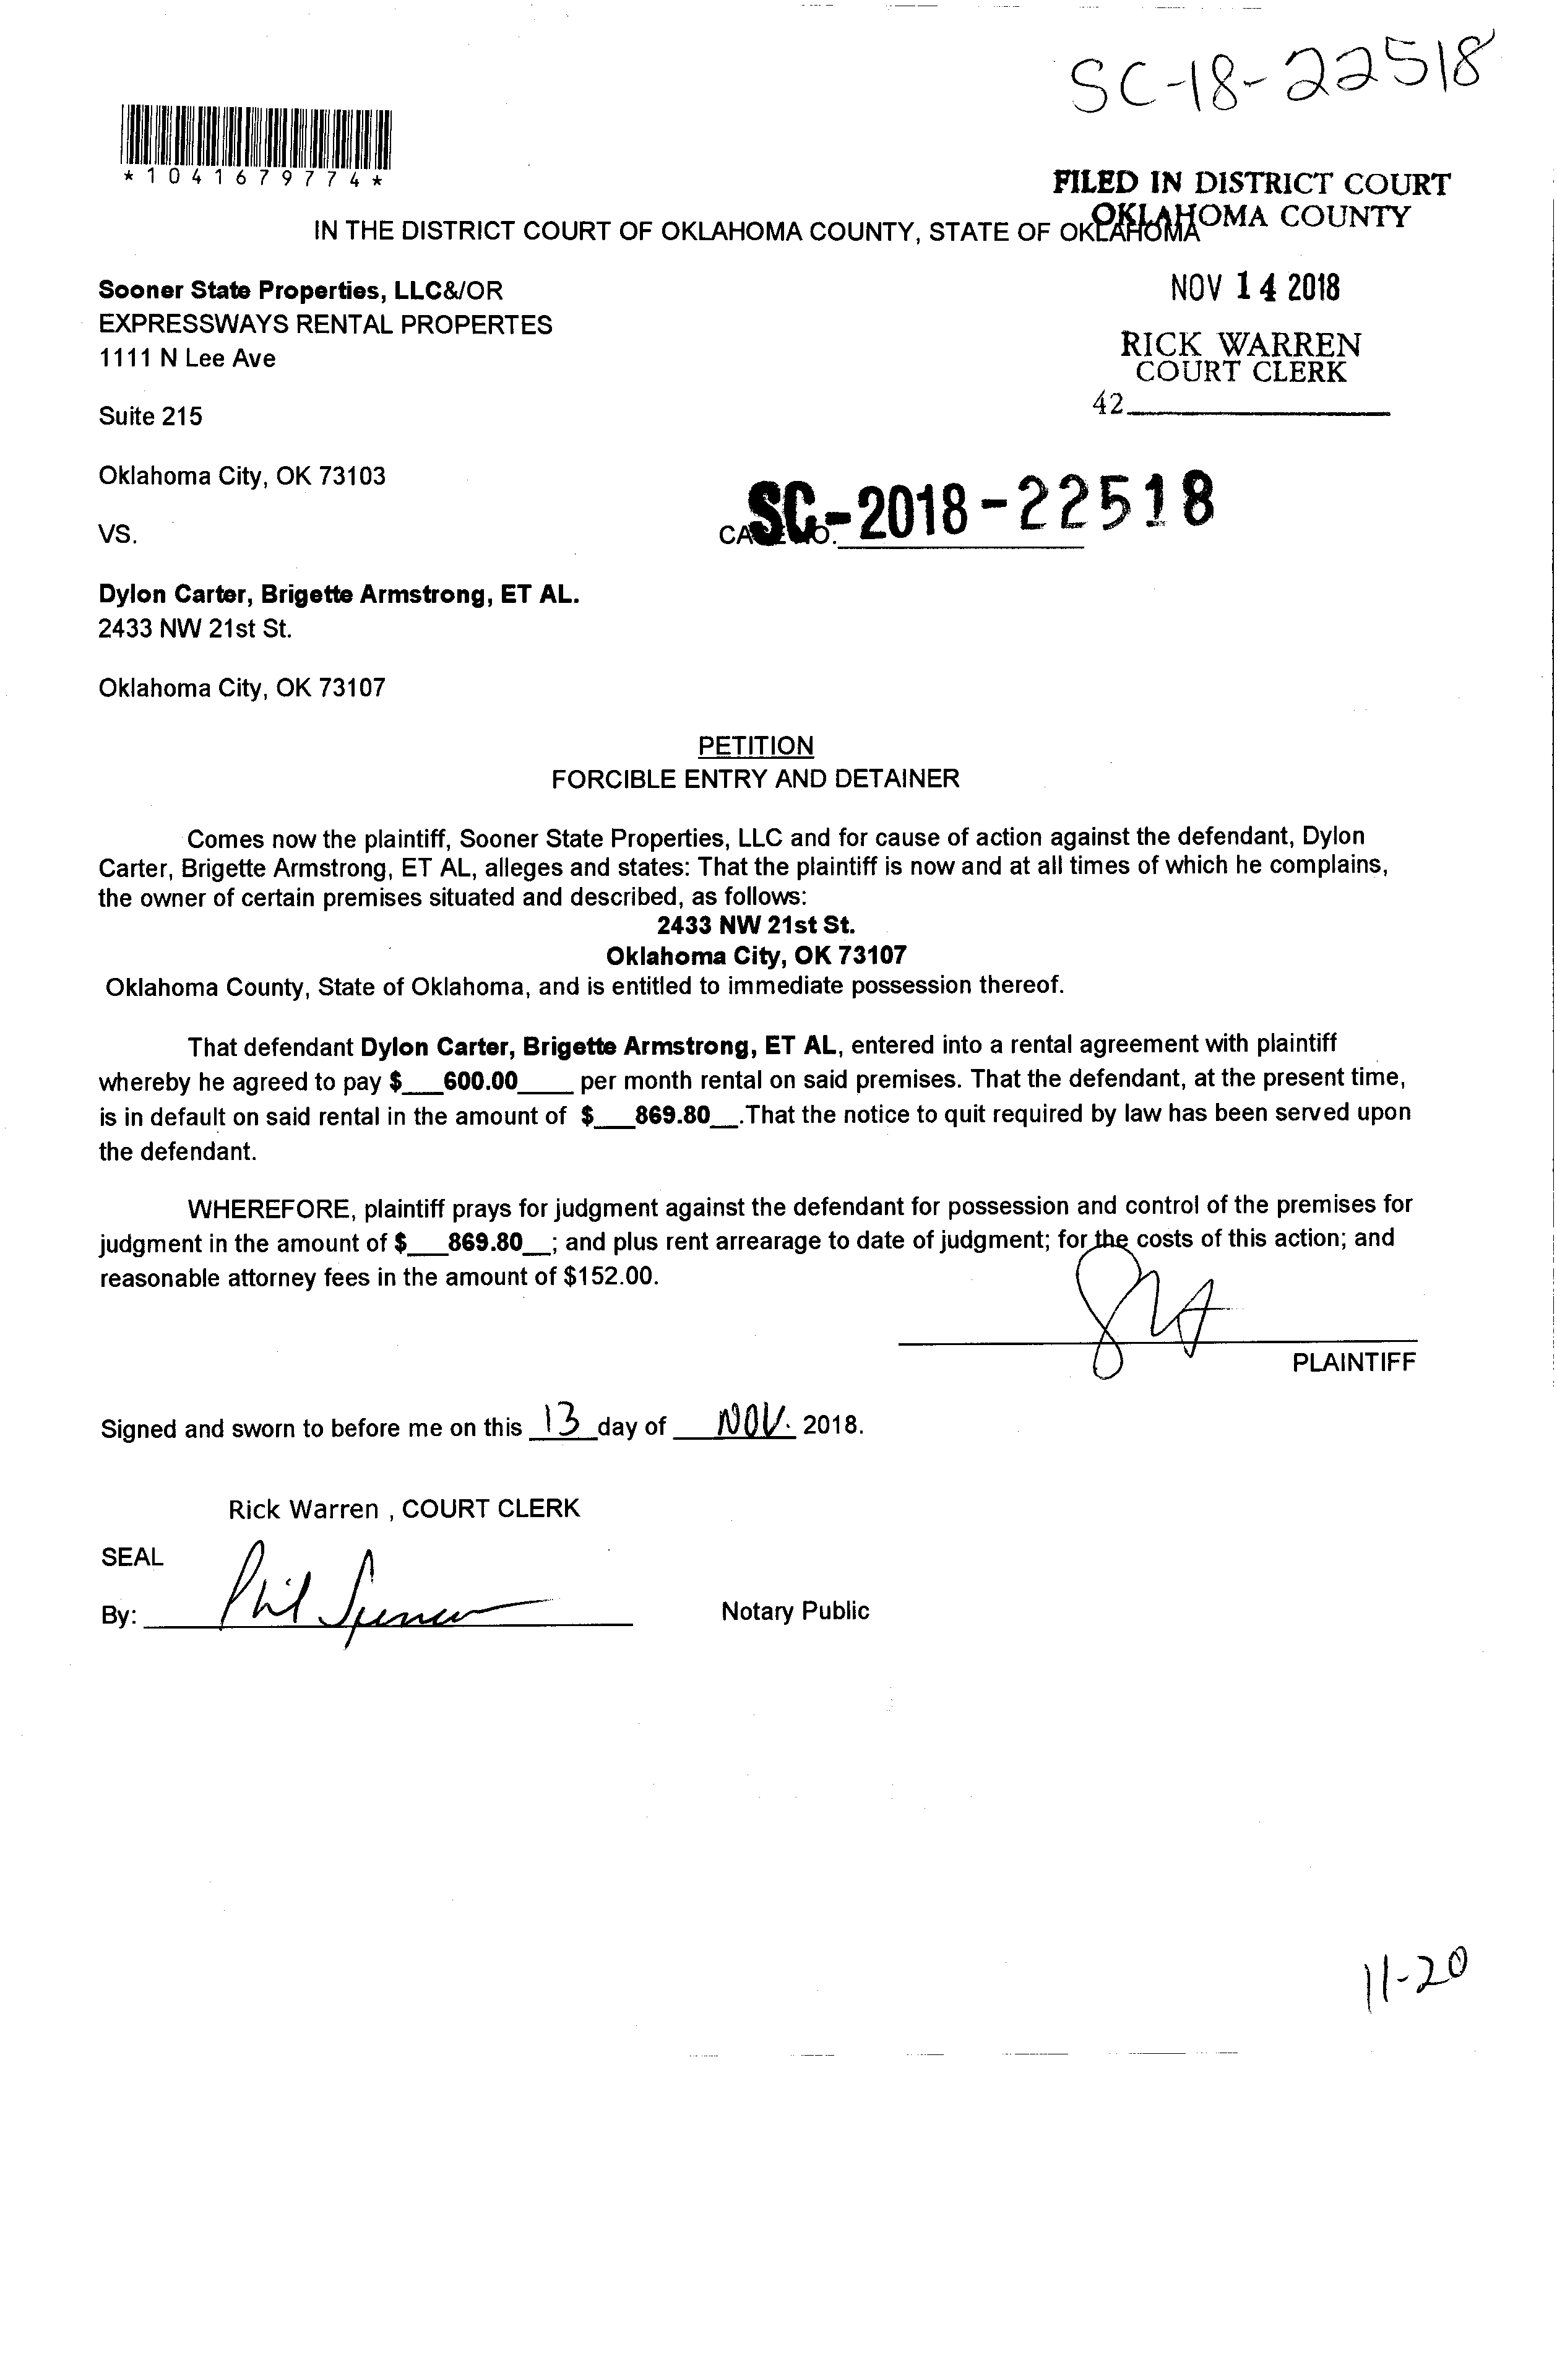 SC-18-22518
*1041679774*
FILED IN DISTRICT COURT
OKLAHOMA COUNTY
IN THE DISTRICT COURT OF OKLAHOMA COUNTY, STATE OF OKLAHOMA
Sooner State Properties, LLC&/OR
NOV 14 2018
EXPRESSWAYS RENTAL PROPERTES
1111 N Lee Ave
RICK WARREN
COURT CLERK
42
Suite 215
Oklahoma City, OK 73103
SC-2018-22518
VS.
Dylon Carter, Brigette Armstrong, ET AL.
2433 NW 21st St.
Oklahoma City, OK 73107
PETITION
FORCIBLE ENTRY AND DETAINER
Comes now the plaintiff, Sooner State Properties, LLC and for cause of action against the defendant, Dylon
Carter, Brigette Armstrong, ET AL, alleges and states: That the plaintiff is now and at all times of which he complains,
the owner of certain premises situated and described, as follows:
2433 NW 21st St.
Oklahoma City, OK 73107
Oklahoma County, State of Oklahoma, and is entitled to immediate possession thereof.
That defendant Dylon Carter, Brigette Armstrong, ET AL, entered into a rental agreement with plaintiff
whereby he agreed to pay $___600.00____ per month rental on said premises. That the defendant, at the present time,
is in default on said rental in the amount of $___869.80__.That the notice to quit required by law has been served upon
the defendant.
WHEREFORE, plaintiff prays for judgment against the defendant for possession and control of the premises for
judgment in the amount of $___869.80__; and plus rent arrearage to date of judgment; for the costs of this action; and
reasonable attorney fees in the amount of $152.00.
PLAINTIFF
Signed and sworn to before me on this 13 day of NOV. 2018.
Rick Warren , COURT CLERK
SEAL
By: Phil Spencer
Notary Public
11-20